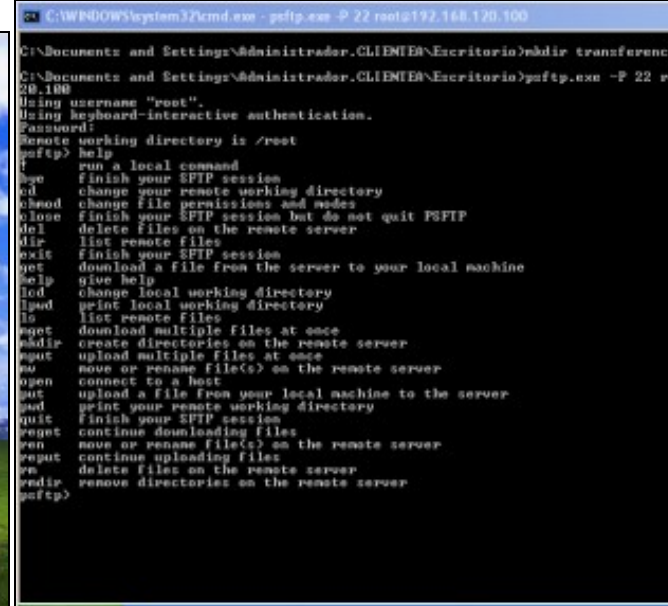 C:\WINDOWS\system32\cmd.exe - psftp.exe -P 22 root@192.168.120.100
C:\Documents and Settings\Administrador.CLIENTEA\Escritorio>mkdir transferenc
C:\Documents and Settings\Administrador.CLIENTEA\Escritorio>psftp.exe -P 22 r
20.100
Using username "root".
Using keyboard-interactive authentication.
Password:
Remote working directory is /root
psftp> help
! run a local command
bye finish your SFTP session
cd change your remote working directory
chmod change file permissions and modes
close finish your SFTP session but do not quit PSFTP
del delete files on the remote server
dir list remote files
exit finish your SFTP session
get download a file from the server to your local machine
help give help
lcd change local working directory
lpwd print local working directory
ls list remote files
mget download multiple files at once
mkdir create directories on the remote server
mput upload multiple files at once
mv move or rename file(s) on the remote server
open connect to a host
put upload a file from your local machine to the server
pwd print your remote working directory
quit finish your SFTP session
reget continue downloading files
ren move or rename file(s) on the remote server
reput continue uploading files
rm delete files on the remote server
rmdir remove directories on the remote server
psftp>